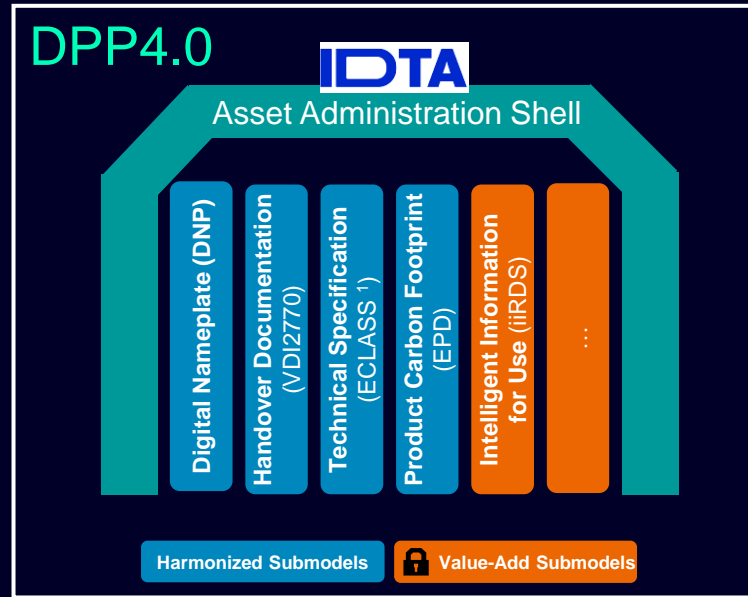 DPP4.0
IDTA
Asset Administration Shell
Digital Nameplate (DNP)
Handover Documentation
(VDI2770)
Technical Specification
(ECLASS ¹)
Product Carbon Footprint
(EPD)
Intelligent Information
for Use (iiRDS)
...
Harmonized Submodels
Value-Add Submodels